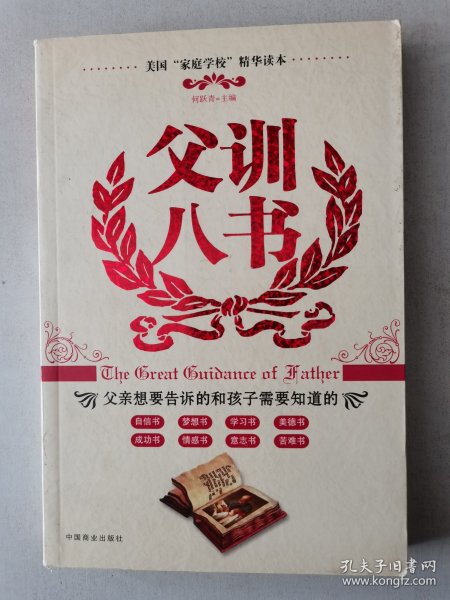 美国“家庭学校”精华读本
何跃青 主编
父训
八书
The Great Guidance of Father
父亲想要告诉的和孩子需要知道的
自信书 梦想书 学习书 美德书
成功书 情感书 意志书 苦难书
中国商业出版社
孔夫子旧书网
www.kongfz.com